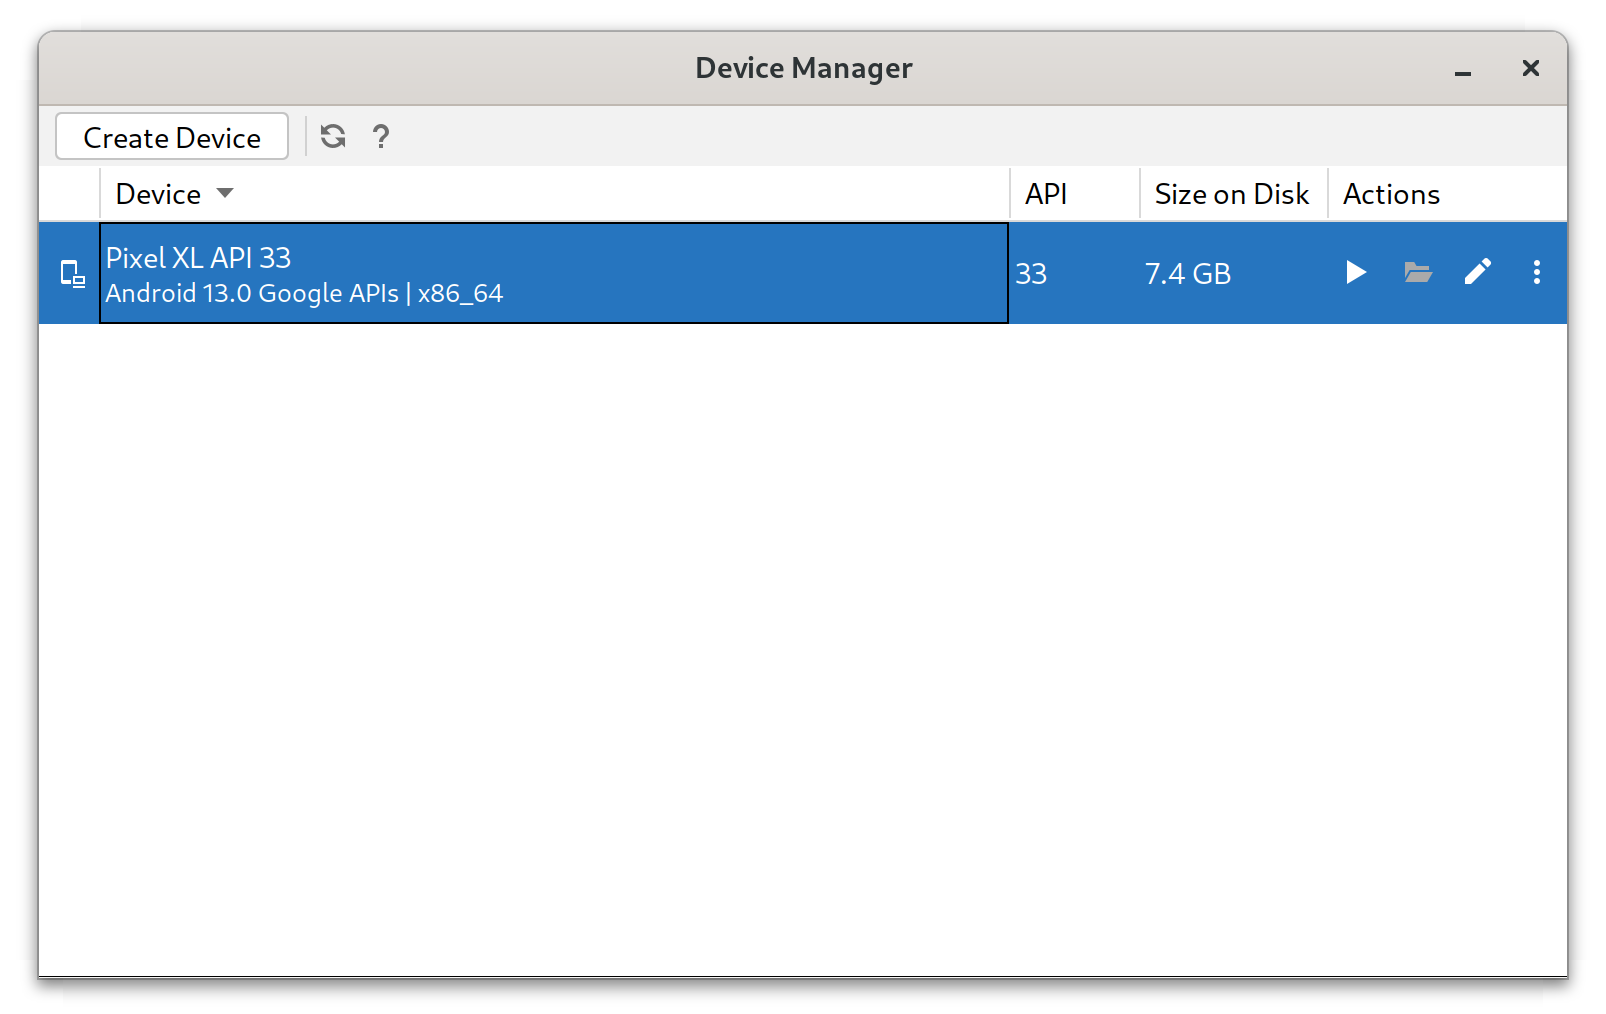 Device Manager
Create Device
Device API Size on Disk Actions
Pixel XL API 33
Android 13.0 Google APIs | x86_64
33 7.4 GB